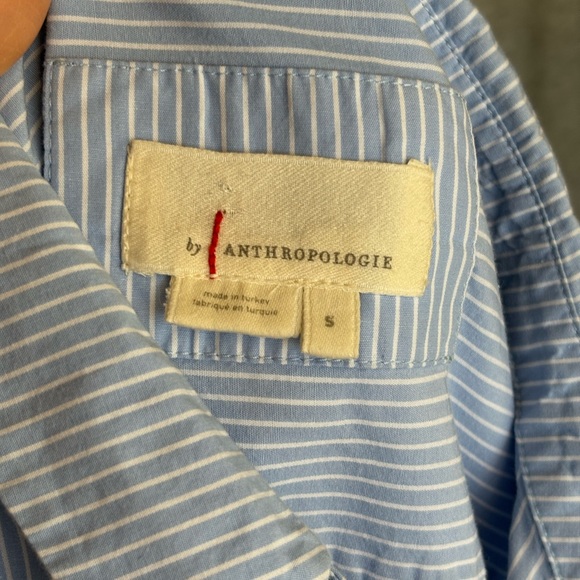 by ANTHROPOLOGIE
made in turkey
fabriqué en turquie
S